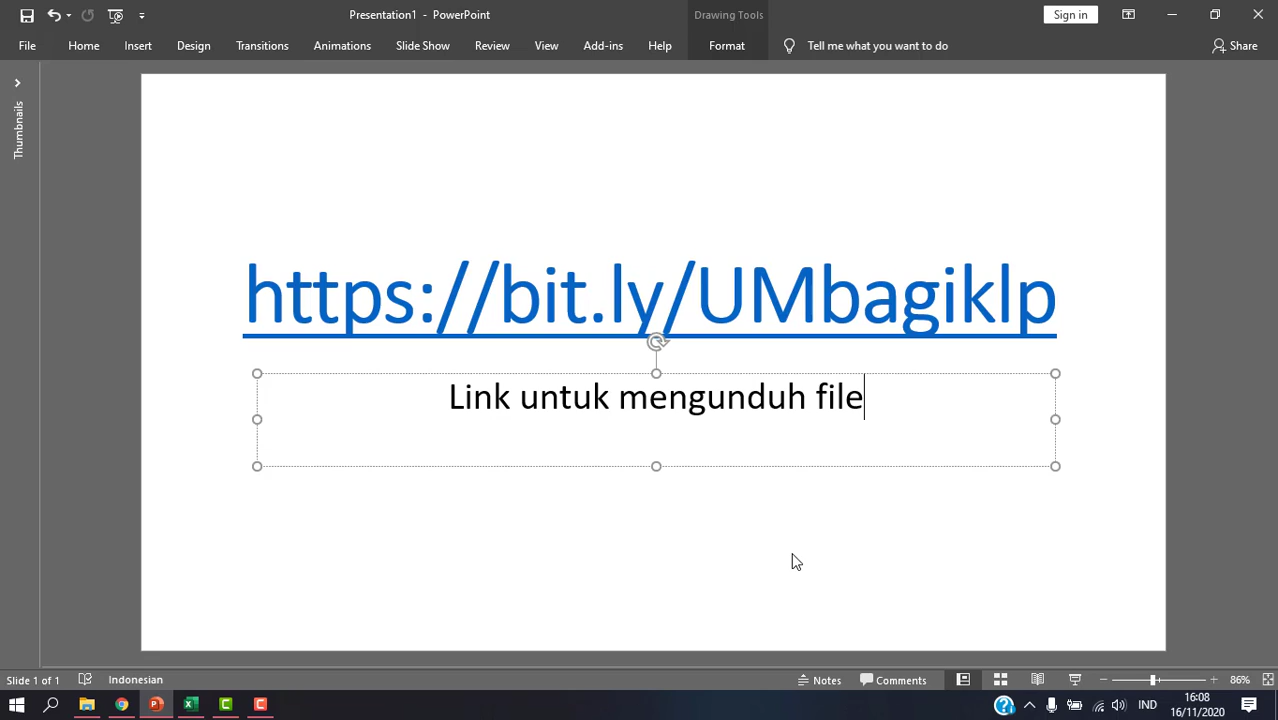 Presentation1 - PowerPoint
Drawing Tools
Sign in
File Home Insert Design Transitions Animations Slide Show Review View Add-ins Help Format Tell me what you want to do Share
Thumbnails
https://bit.ly/UMbagiklp
Link untuk mengunduh file
Slide 1 of 1 Indonesian Notes Comments 86%
IND
16:08
16/11/2020